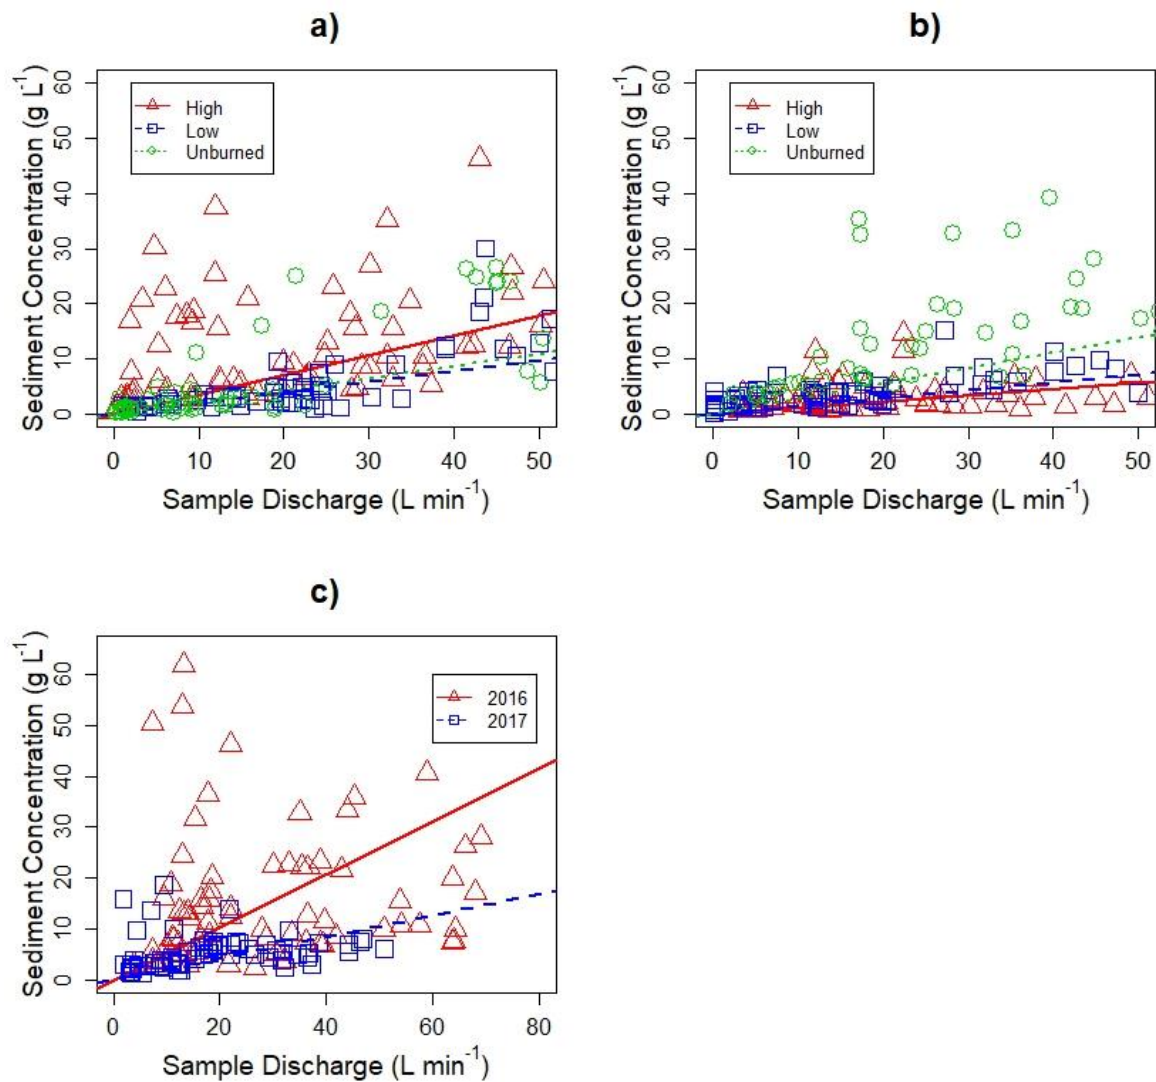 a)
Sediment Concentration (g L⁻¹)
0 10 20 30 40 50 60
High
Low
Unburned
0 10 20 30 40 50
Sample Discharge (L min⁻¹)
b)
Sediment Concentration (g L⁻¹)
0 10 20 30 40 50 60
High
Low
Unburned
0 10 20 30 40 50
Sample Discharge (L min⁻¹)
c)
Sediment Concentration (g L⁻¹)
0 10 20 30 40 50 60
2016
2017
0 20 40 60 80
Sample Discharge (L min⁻¹)